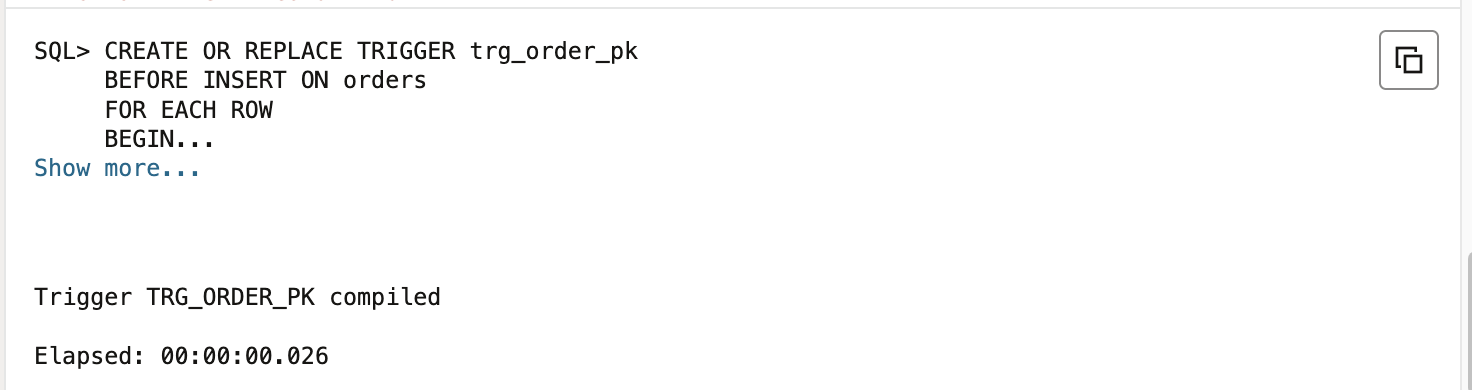 SQL> CREATE OR REPLACE TRIGGER trg_order_pk
BEFORE INSERT ON orders
FOR EACH ROW
BEGIN...
Show more...
Trigger TRG_ORDER_PK compiled
Elapsed: 00:00:00.026